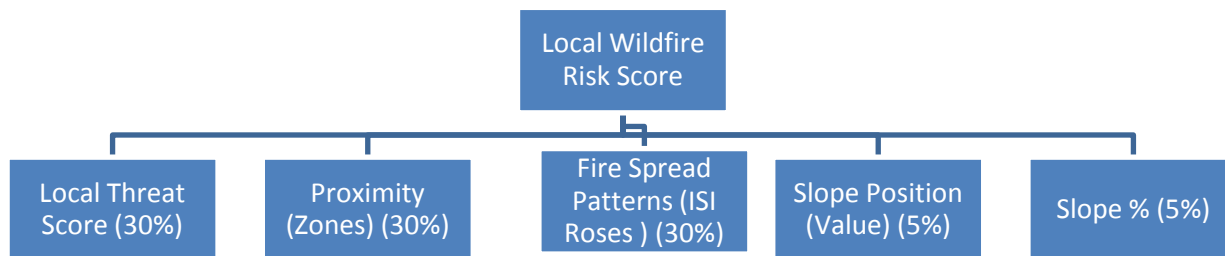 Local Wildfire
Risk Score
Local Threat
Score (30%)
Proximity
(Zones) (30%)
Fire Spread
Patterns (ISI
Roses ) (30%)
Slope Position
(Value) (5%)
Slope % (5%)